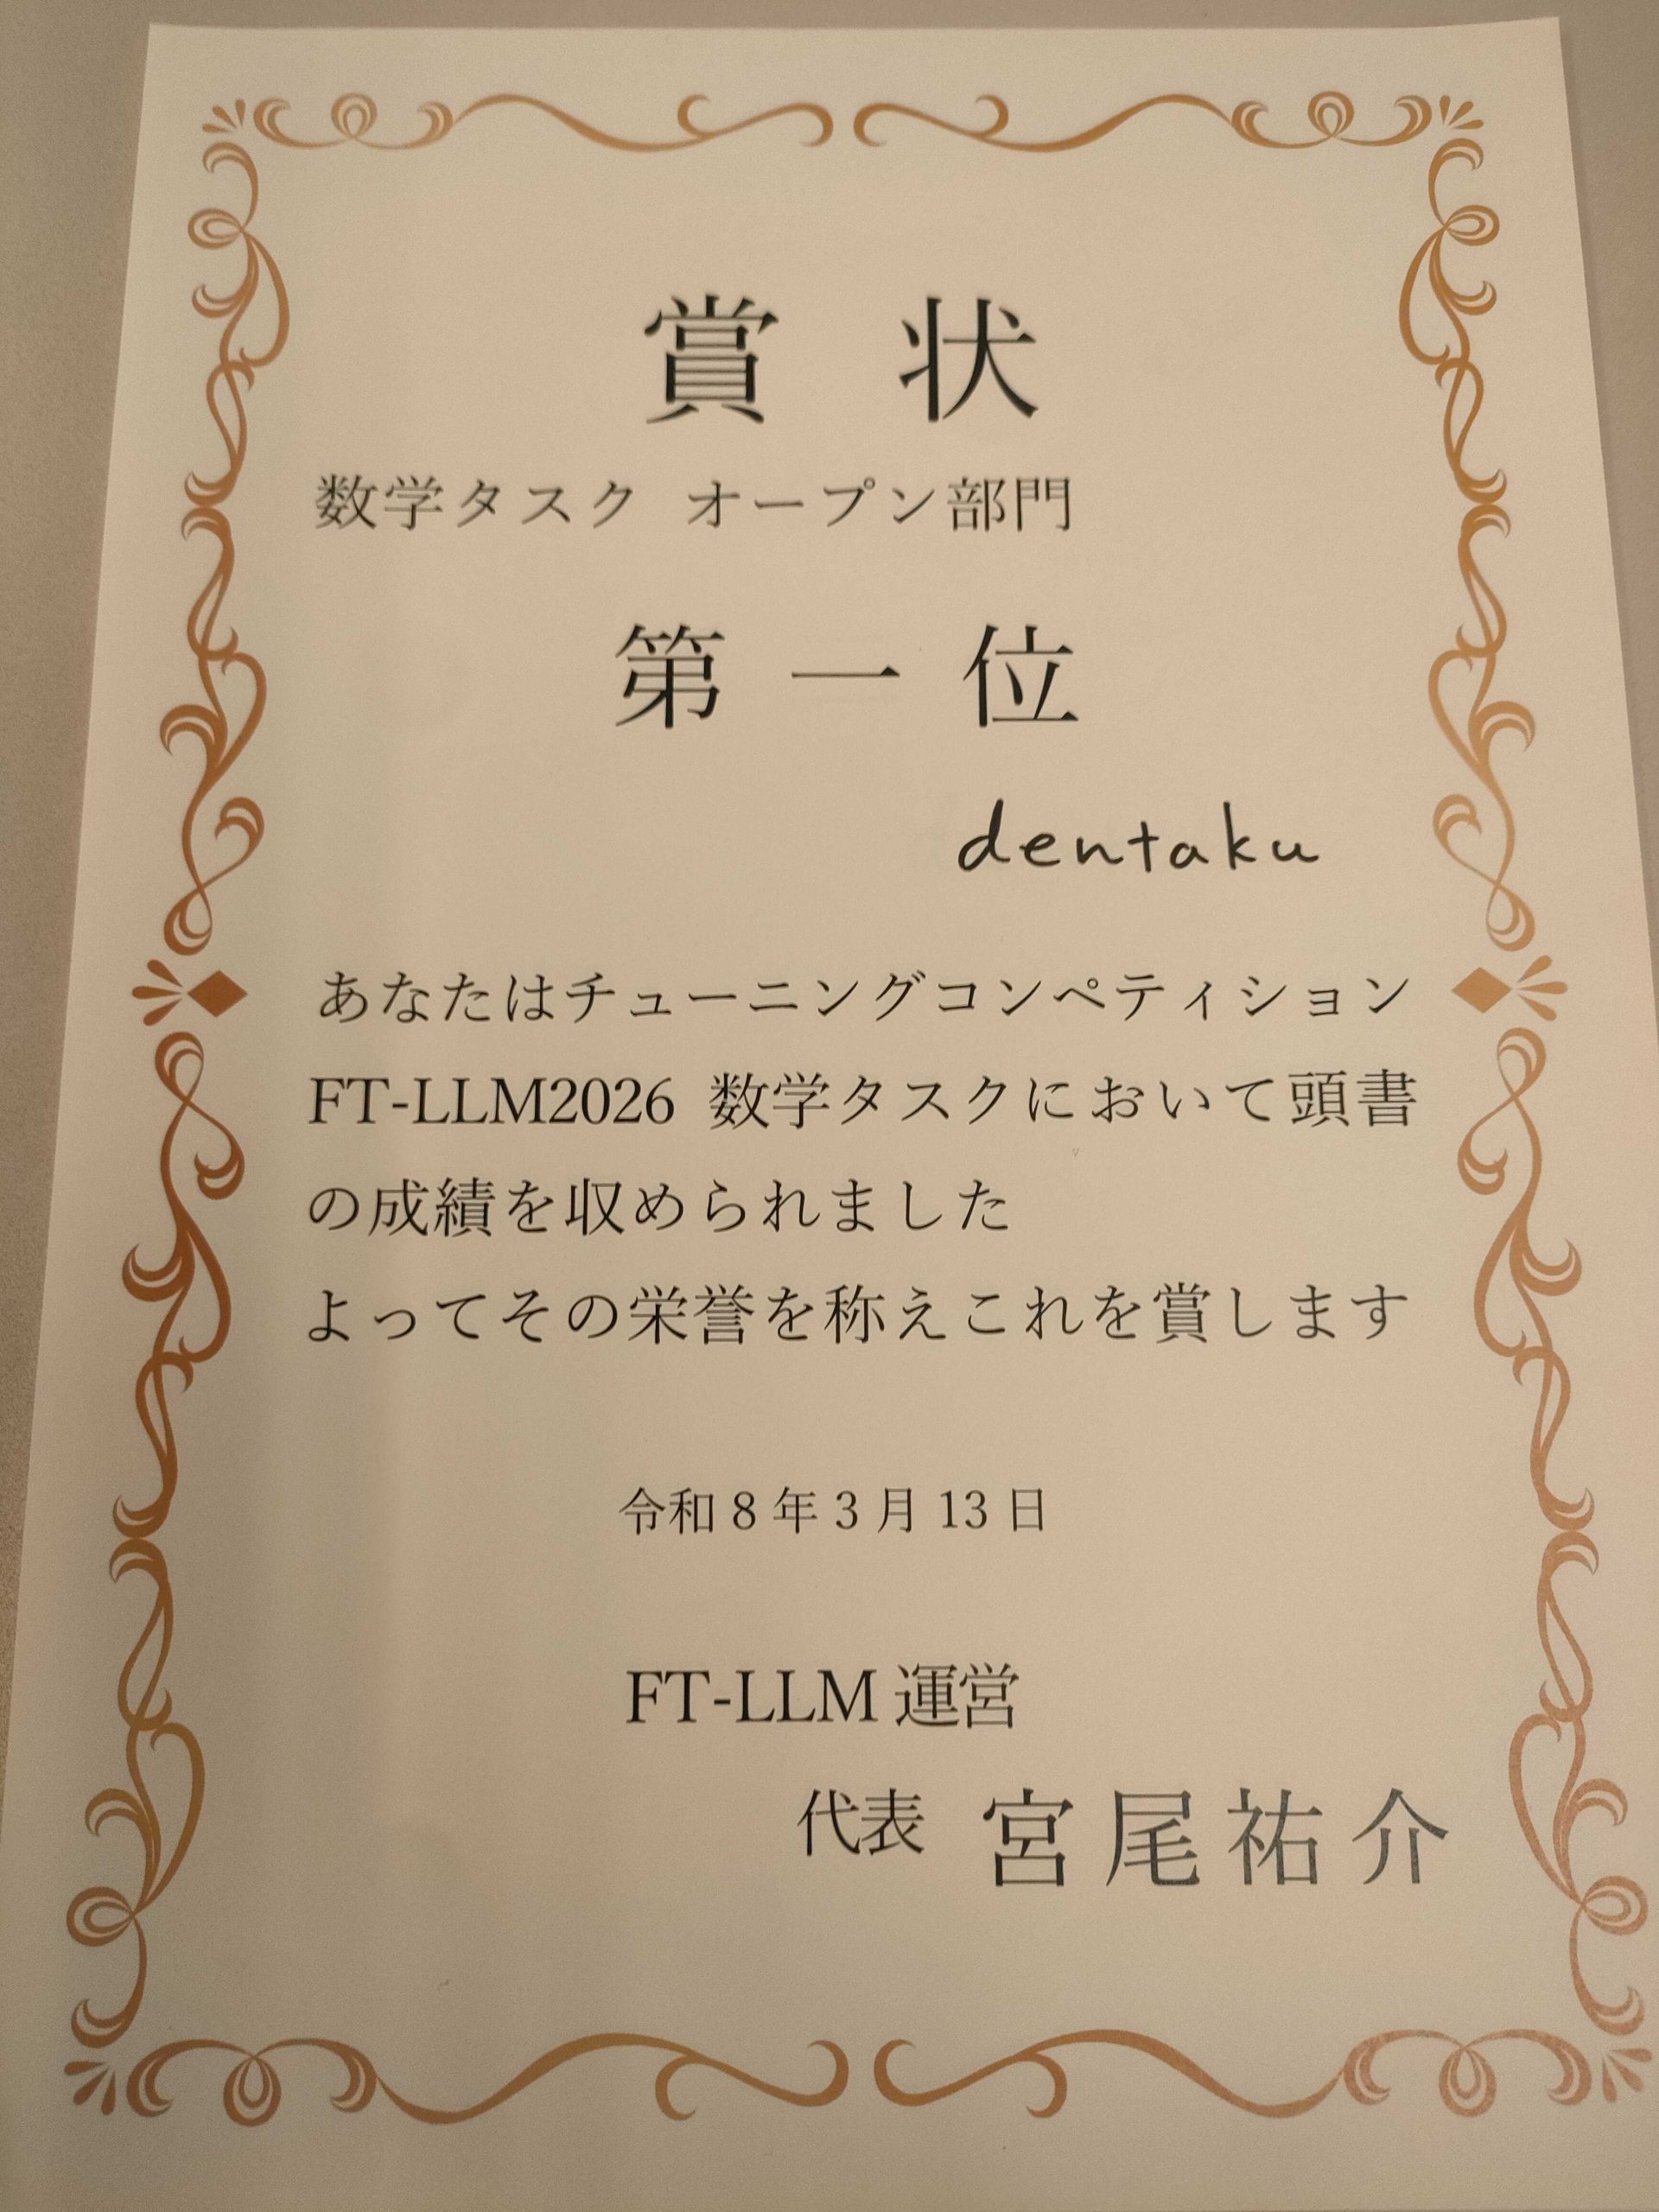 賞 状
数学タスク オープン部門
第 一 位
dentaku
あなたはチューニングコンペティション
FT-LLM2026 数学タスクにおいて頭書
の成績を収められました
よってその栄誉を称えこれを賞します
令和 8 年 3 月 13 日
FT-LLM 運営
代表 宮尾祐介